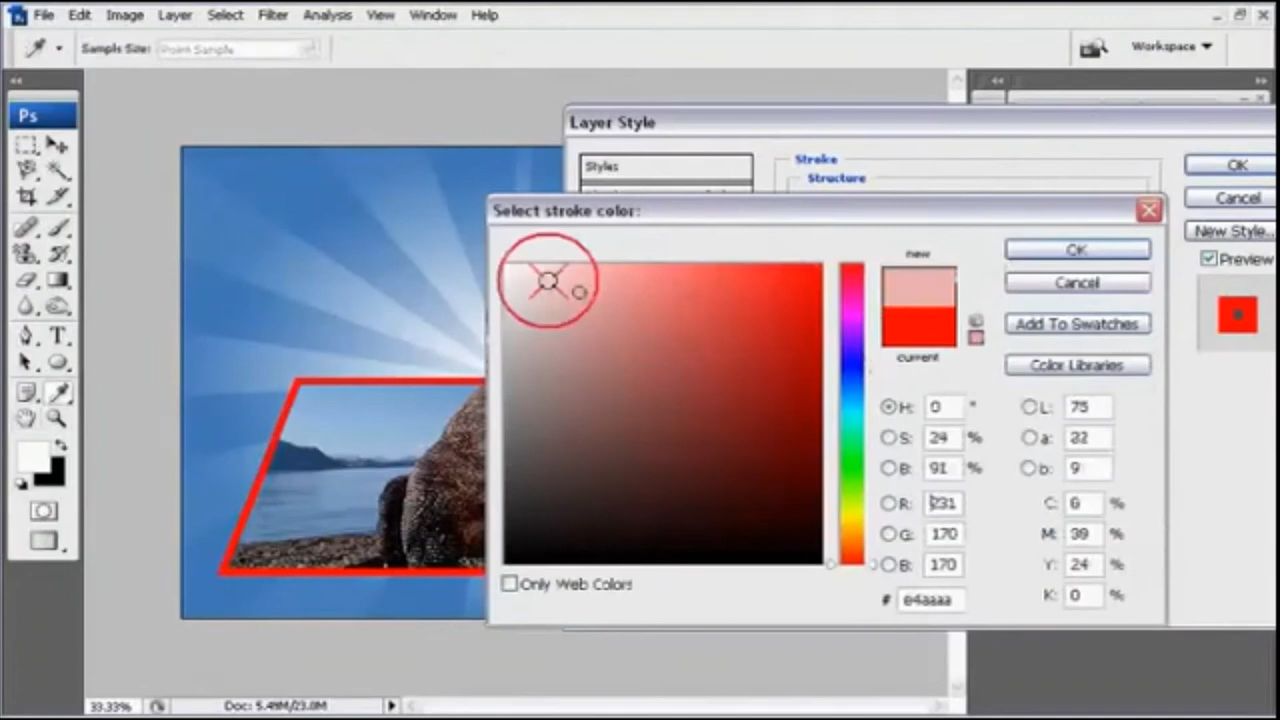 Ps File Edit Image Layer Select Filter Analysis View Window Help
Sample Size: Point Sample
Workspace
Ps
Layer Style
Styles
Stroke
Structure
OK
Cancel
New Style...
Preview
Select stroke color:
new
current
OK
Cancel
Add To Swatches
Color Libraries
H: 0 °
S: 24 %
B: 91 %
R: 231
G: 170
B: 170
# e4aaaa
L: 75
a: 22
b: 9
C: 6 %
M: 39 %
Y: 24 %
K: 0 %
Only Web Colors
33.33% Doc: 5.49M/23.0M